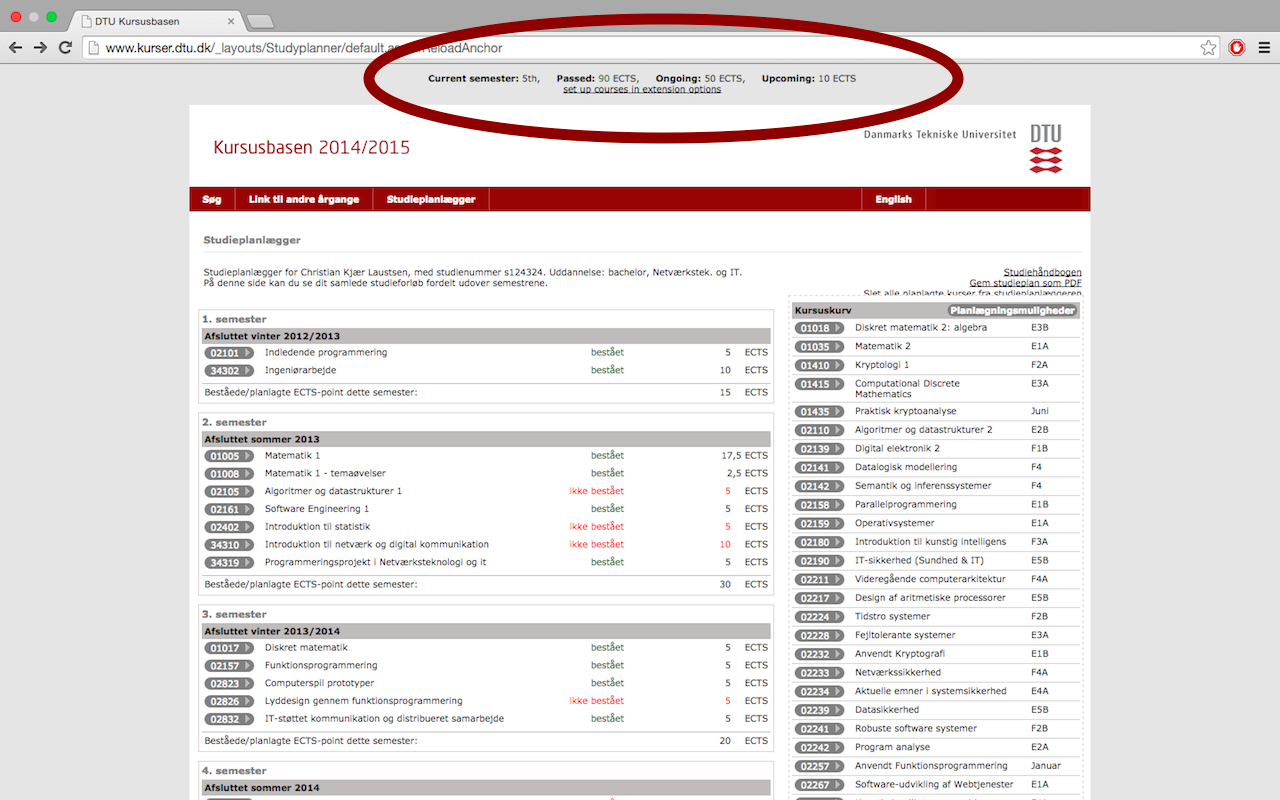 DTU Kursusbasen
www.kurser.dtu.dk/_layouts/Studyplanner/default.as ReloadAnchor
Current semester: 5th, Passed: 90 ECTS, Ongoing: 50 ECTS, Upcoming: 10 ECTS
set up courses in extension options
Kursusbasen 2014/2015
Danmarks Tekniske Universitet DTU
Søg Link til andre årgange Studieplanlægger English
Studieplanlægger
Studieplanlægger for Christian Kjær Laustsen, med studienummer s124324. Uddannelse: bachelor, Netværkstek. og IT.
På denne side kan du se dit samlede studieforløb fordelt udover semestrene.
Studiehåndbogen
Gem studieplan som PDF
Slet alle planlagte kurser fra studieplanlæggeren
1. semester
Afsluttet vinter 2012/2013
02101 Indledende programmering bestået 5 ECTS
34302 Ingeniørarbejde bestået 10 ECTS
Beståede/planlagte ECTS-point dette semester: 15 ECTS
2. semester
Afsluttet sommer 2013
01005 Matematik 1 bestået 17,5 ECTS
01008 Matematik 1 - temaøvelser bestået 2,5 ECTS
02105 Algoritmer og datastrukturer 1 ikke bestået 5 ECTS
02161 Software Engineering 1 bestået 5 ECTS
02402 Introduktion til statistik ikke bestået 5 ECTS
34310 Introduktion til netværk og digital kommunikation ikke bestået 10 ECTS
34319 Programmeringsprojekt i Netværksteknologi og it bestået 5 ECTS
Beståede/planlagte ECTS-point dette semester: 30 ECTS
3. semester
Afsluttet vinter 2013/2014
01017 Diskret matematik bestået 5 ECTS
02157 Funktionsprogrammering bestået 5 ECTS
02823 Computerspil prototyper bestået 5 ECTS
02826 Lyddesign gennem funktionsprogrammering ikke bestået 5 ECTS
02832 IT-støttet kommunikation og distribueret samarbejde bestået 5 ECTS
Beståede/planlagte ECTS-point dette semester: 20 ECTS
4. semester
Afsluttet sommer 2014
Kursuskurv Planlægningsmuligheder
01018 Diskret matematik 2: algebra E3B
01035 Matematik 2 E1A
01410 Kryptologi 1 F2A
01415 Computational Discrete E3A
Mathematics
01435 Praktisk kryptoanalyse Juni
02110 Algoritmer og datastrukturer 2 E2B
02139 Digital elektronik 2 F1B
02141 Datalogisk modellering F4
02142 Semantik og inferenssystemer F4
02158 Parallelprogrammering E1B
02159 Operativsystemer E1A
02180 Introduktion til kunstig intelligens F3A
02190 IT-sikkerhed (Sundhed & IT) E5B
02211 Videregående computerarkitektur F4A
02217 Design af aritmetiske processorer E5B
02224 Tidstro systemer F2B
02228 Fejltolerante systemer E3A
02232 Anvendt Kryptografi E1B
02233 Netværkssikkerhed F4A
02234 Aktuelle emner i systemsikkerhed E4A
02239 Datasikkerhed E5B
02241 Robuste software systemer F2B
02242 Program analyse E2A
02257 Anvendt Funktionsprogrammering Januar
02267 Software-udvikling af Webtjenester E1A